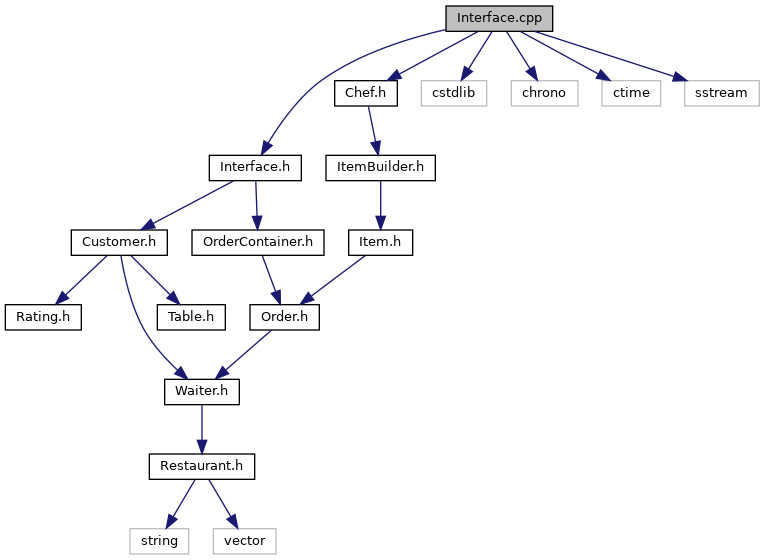 Interface.cpp
Chef.h
cstdlib
chrono
ctime
sstream
Interface.h
ItemBuilder.h
Customer.h
OrderContainer.h
Item.h
Rating.h
Table.h
Order.h
Waiter.h
Restaurant.h
string
vector